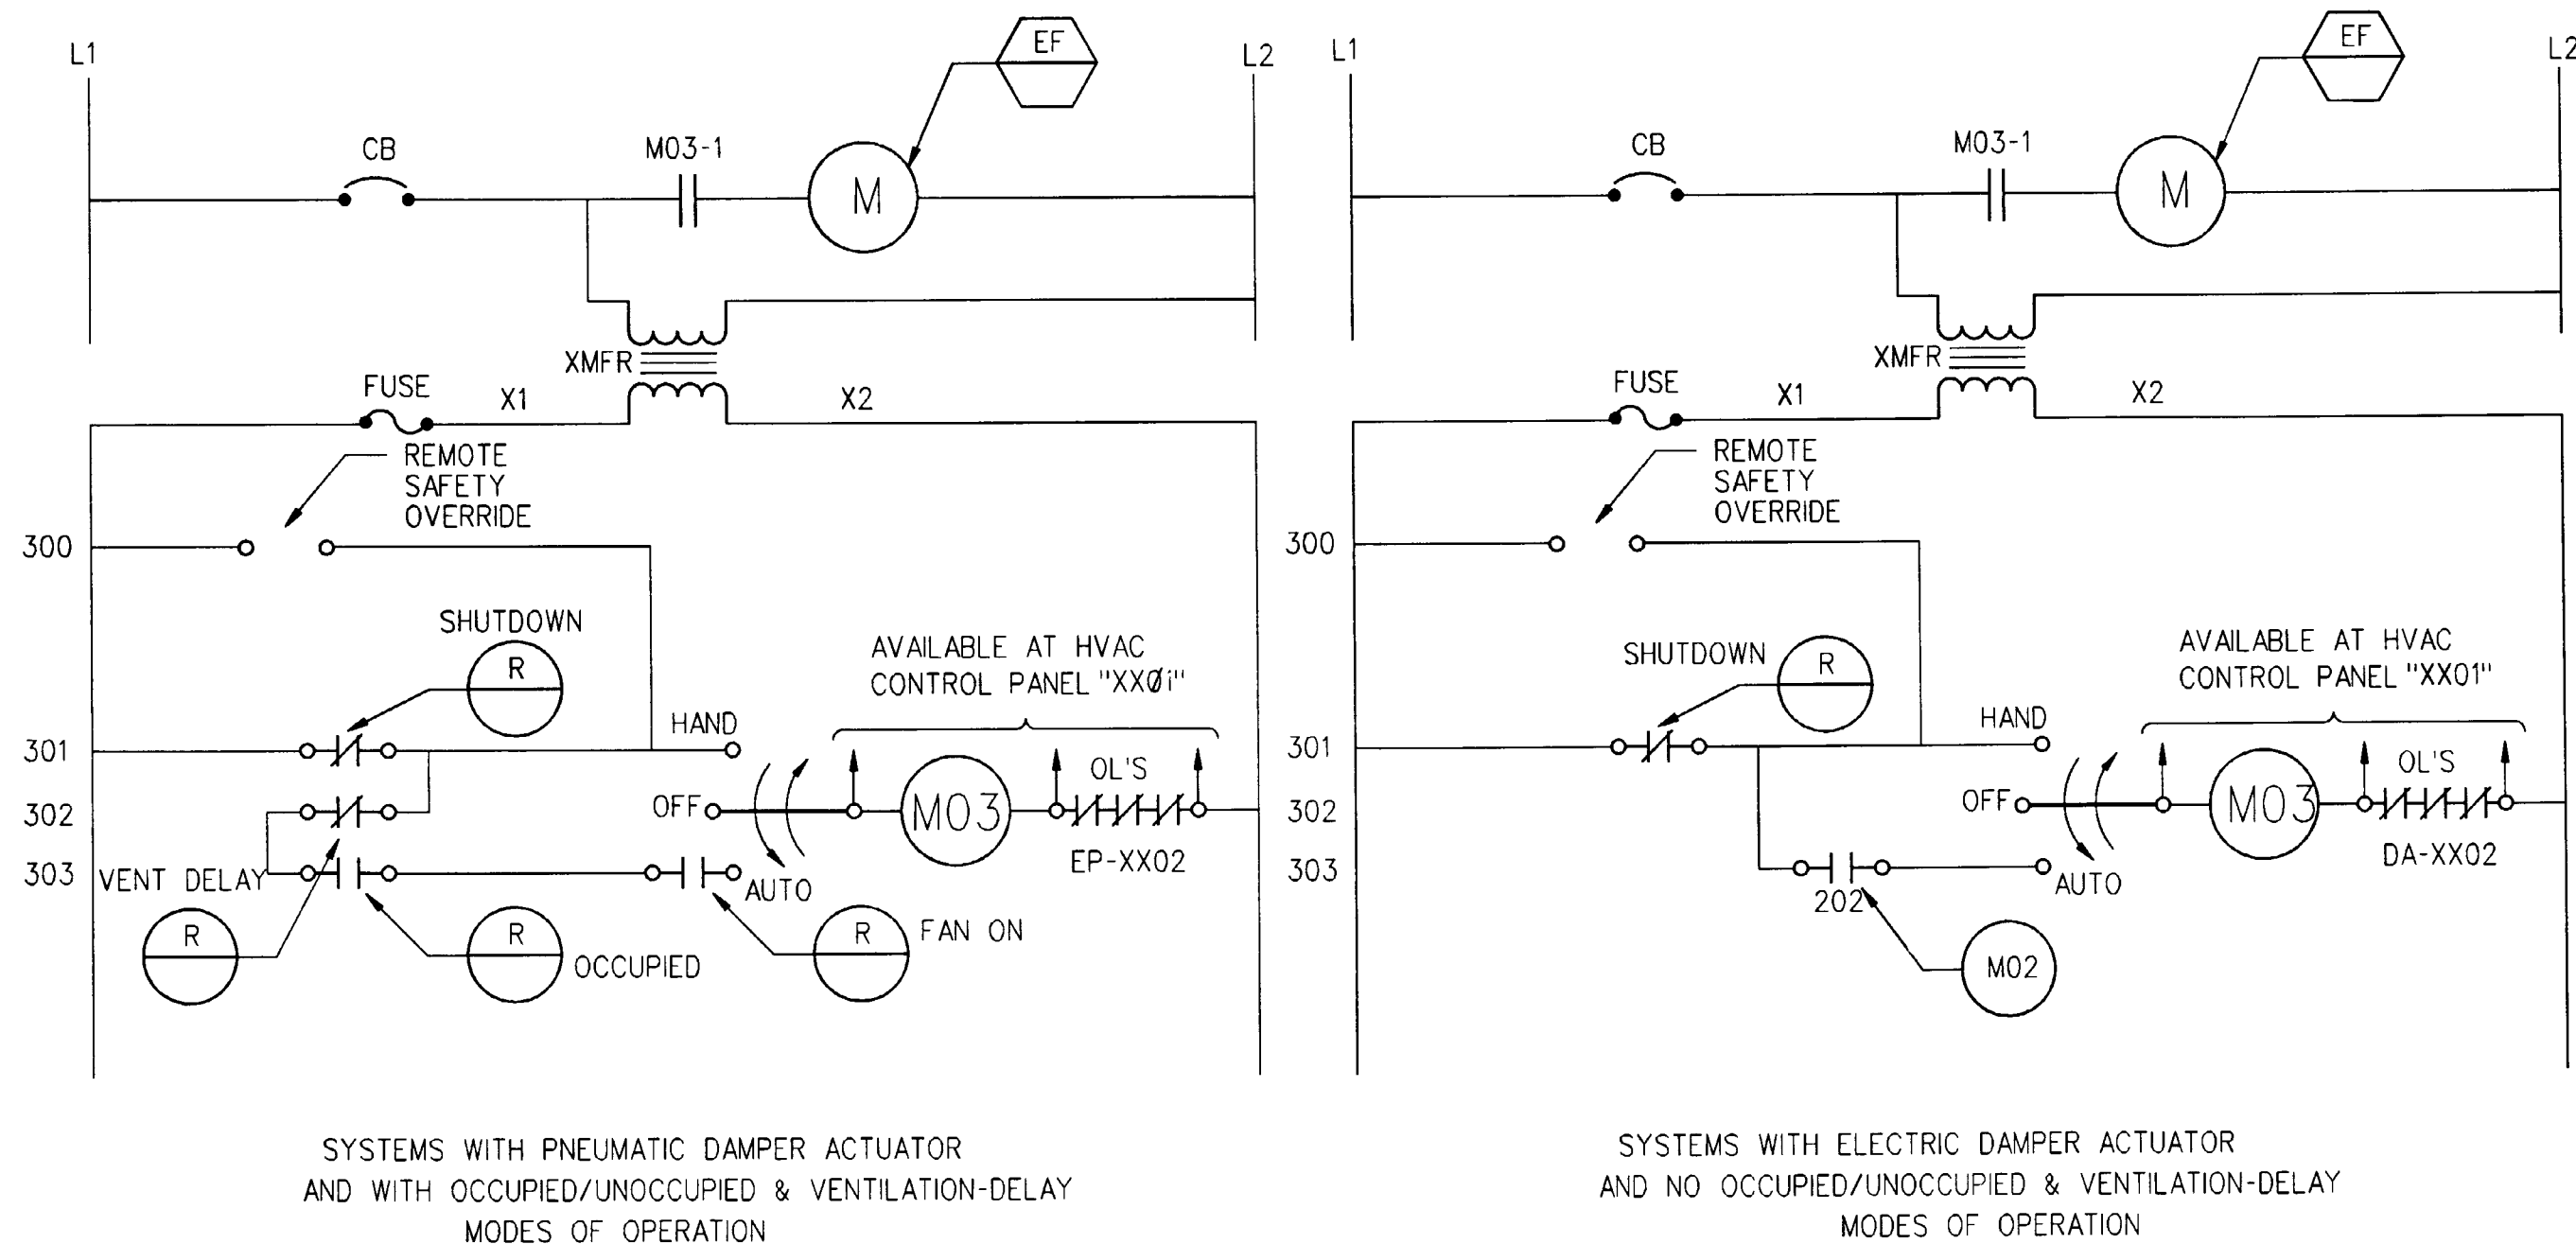 L1
L2
EF
CB
M03-1
M
XMFR
FUSE
X1
X2
REMOTE
SAFETY
OVERRIDE
300
SHUTDOWN
R
AVAILABLE AT HVAC
CONTROL PANEL "XXØi"
301
HAND
302
OFF
M03
OL'S
EP-XX02
303
VENT DELAY
AUTO
R
R
OCCUPIED
R
FAN ON
SYSTEMS WITH PNEUMATIC DAMPER ACTUATOR
AND WITH OCCUPIED/UNOCCUPIED & VENTILATION-DELAY
MODES OF OPERATION
L1
L2
EF
CB
M03-1
M
XMFR
FUSE
X1
X2
REMOTE
SAFETY
OVERRIDE
300
SHUTDOWN
R
AVAILABLE AT HVAC
CONTROL PANEL "XX01"
301
HAND
302
OFF
M03
OL'S
DA-XX02
303
202
AUTO
M02
SYSTEMS WITH ELECTRIC DAMPER ACTUATOR
AND NO OCCUPIED/UNOCCUPIED & VENTILATION-DELAY
MODES OF OPERATION